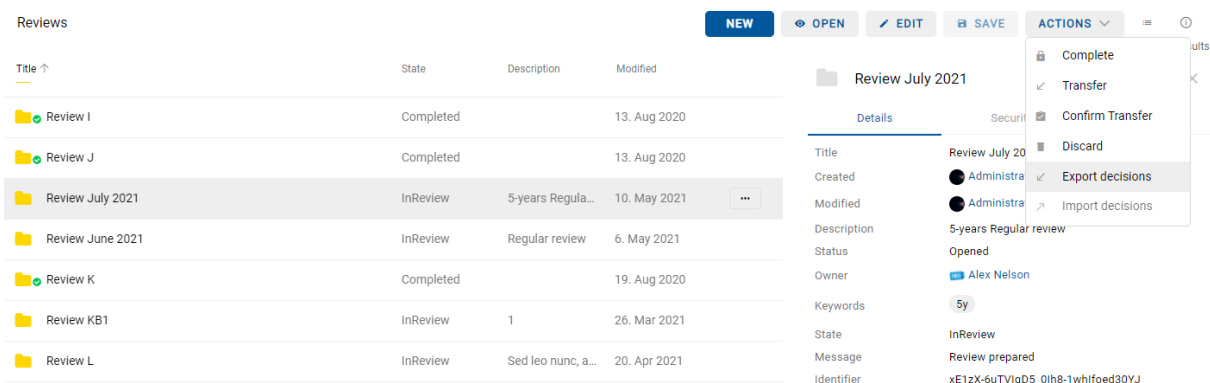 Reviews
NEW
OPEN
EDIT
SAVE
ACTIONS
Title
State
Description
Modified
Review I
Completed
13. Aug 2020
Review J
Completed
13. Aug 2020
Review July 2021
InReview
5-years Regula...
10. May 2021
Review June 2021
InReview
Regular review
6. May 2021
Review K
Completed
19. Aug 2020
Review KB1
InReview
1
26. Mar 2021
Review L
InReview
Sed leo nunc, a...
20. Apr 2021
ults
Review July 2021
Details
Securit
Title
Review July 20
Created
Administra
Modified
Administra
Description
5-years Regular review
Status
Opened
Owner
Alex Nelson
Keywords
5y
State
InReview
Message
Review prepared
Identifier
Complete
Transfer
Confirm Transfer
Discard
Export decisions
Import decisions